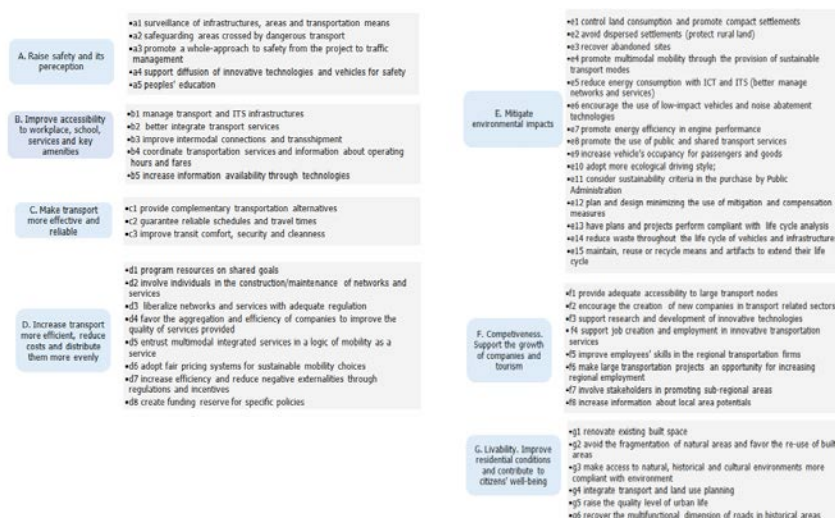 A. Raise safety and its
pereception
•a1 surveillance of infrastructures, areas and transportation means
•a2 safeguarding areas crossed by dangerous transport
•a3 promote a whole-approach to safety from the project to traffic
management
•a4 support diffusion of innovative technologies and vehicles for safety
•a5 peoples' education
B. Improve accessibility
to workplace, school,
services and key
amenities
•b1 manage transport and ITS infrastructures
•b2 better integrate transport services
•b3 improve intermodal connections and transshipment
•b4 coordinate transportation services and information about operating
hours and fares
•b5 increase information availability through technologies
C. Make transport
more effective and
reliable
•c1 provide complementary transportation alternatives
•c2 guarantee reliable schedules and travel times
•c3 improve transit comfort, security and cleanness
D. Increase transport
more efficient, reduce
costs and distribute
them more evenly
•d1 program resources on shared goals
•d2 involve individuals in the construction/maintenance of networks and
services
•d3 liberalize networks and services with adequate regulation
•d4 favor the aggregation and efficiency of companies to improve the
quality of services provided
•d5 entrust multimodal integrated services in a logic of mobility as a
service
•d6 adopt fair pricing systems for sustainable mobility choices
•d7 increase efficiency and reduce negative externalities through
regulations and incentives
•d8 create funding reserve for specific policies
E. Mitigate
environmental impacts
•e1 control land consumption and promote compact settlements
•e2 avoid dispersed settlements (protect rural land)
•e3 recover abandoned sites
•e4 promote multimodal mobility through the provision of sustainable
transport modes
•e5 reduce energy consumption with ICT and ITS (better manage
networks and services)
•e6 encourage the use of low-impact vehicles and noise abatement
technologies
•e7 promote energy efficiency in engine performance
•e8 promote the use of public and shared transport services
•e9 increase vehicle's occupancy for passengers and goods
•e10 adopt more ecological driving style;
•e11 consider sustainability criteria in the purchase by Public
Administration
•e12 plan and design minimizing the use of mitigation and compensation
measures
•e13 have plans and projects perform compliant with life cycle analysis
•e14 reduce waste throughout the life cycle of vehicles and infrastructure
•e15 maintain, reuse or recycle means and artifacts to extend their life
cycle
F. Competiveness.
Support the growth
of companies and
tourism
•f1 provide adequate accessibility to large transport nodes
•f2 encourage the creation of new companies in transport related sectors
•f3 support research and development of innovative technologies
•f4 support job creation and employment in innovative transportation
services
•f5 improve employees' skills in the regional transportation firms
•f6 make large transportation projects an opportunity for increasing
regional employment
•f7 involve stakeholders in promoting sub-regional areas
•f8 increase information about local area potentials
G. Livability. Improve
residential conditions
and contribute to
citizens' well-being
•g1 renovate existing built space
•g2 avoid the fragmentation of natural areas and favor the re-use of built
areas
•g3 make access to natural, historical and cultural environments more
compliant with environment
•g4 integrate transport and land use planning
•g5 raise the quality level of urban life
•g6 recover the multifunctional dimension of roads in historical areas